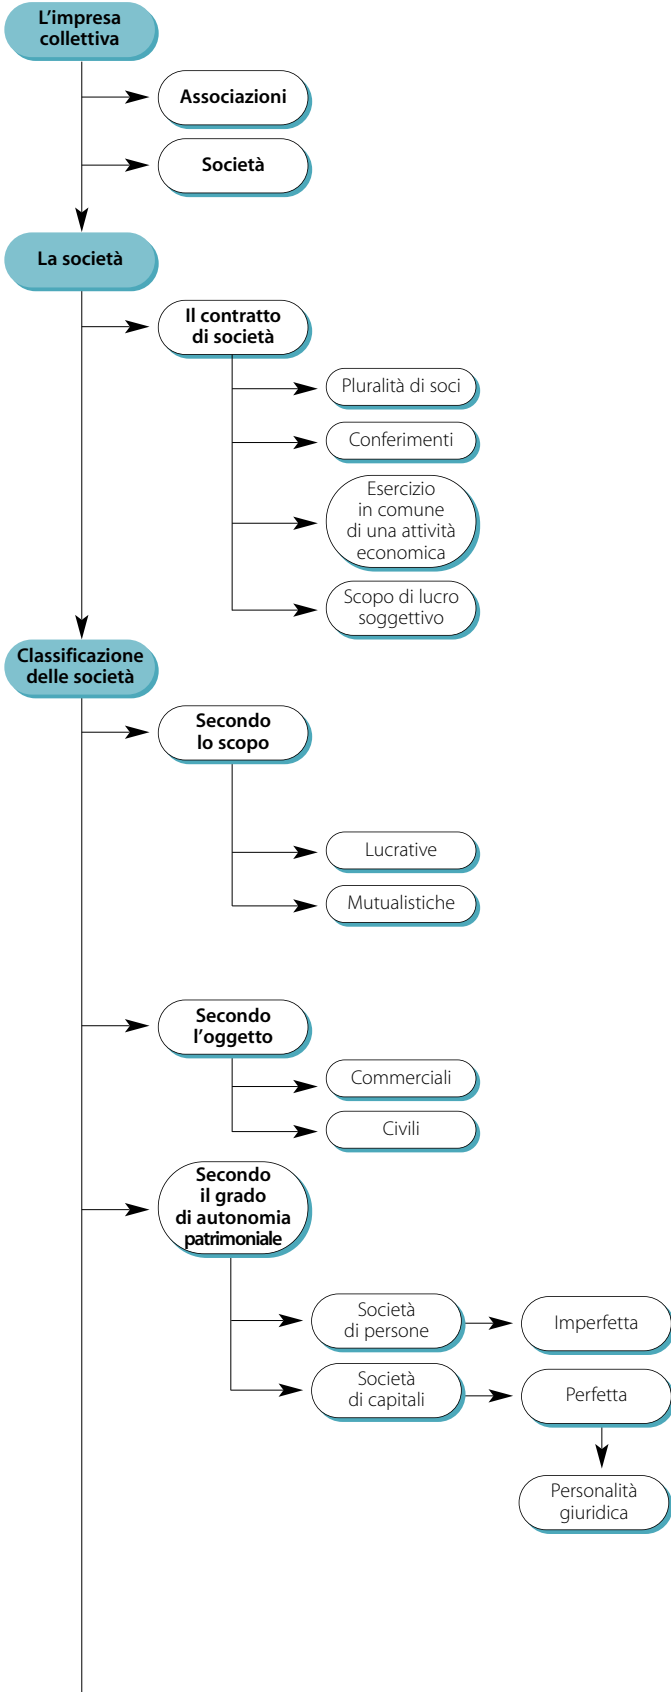 L'impresa
collettiva
Associazioni
Società
La società
Il contratto
di società
Pluralità di soci
Conferimenti
Esercizio
in comune
di una attività
economica
Scopo di lucro
soggettivo
Classificazione
delle società
Secondo
lo scopo
Lucrative
Mutualistiche
Secondo
l'oggetto
Commerciali
Civili
Secondo
il grado
di autonomia
patrimoniale
Società
di persone
Imperfetta
Società
di capitali
Perfetta
Personalità
giuridica